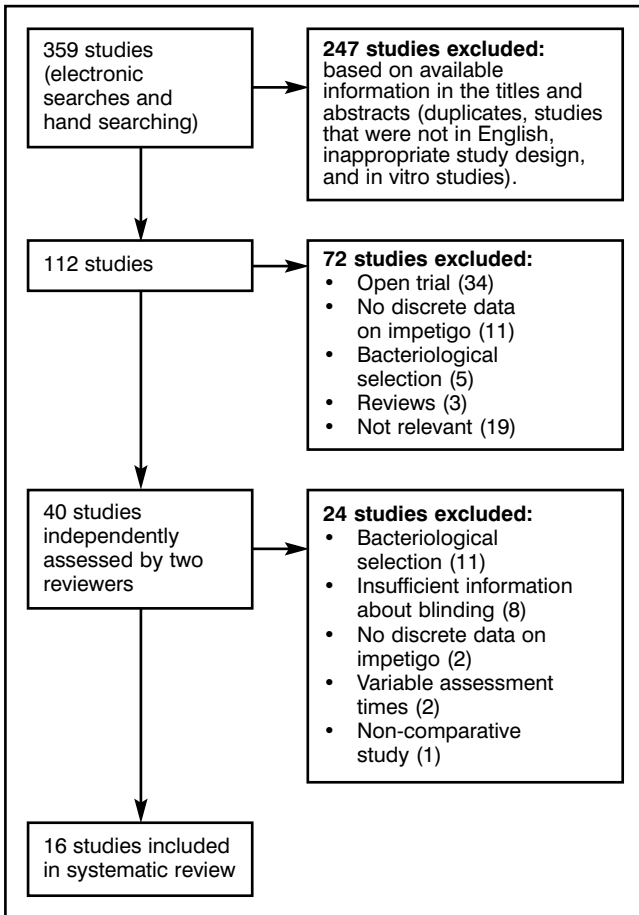 359 studies
(electronic
searches and
hand searching)
247 studies excluded:
based on available
information in the titles and
abstracts (duplicates, studies
that were not in English,
inappropriate study design,
and in vitro studies).
112 studies
72 studies excluded:
• Open trial (34)
• No discrete data
on impetigo (11)
• Bacteriological
selection (5)
• Reviews (3)
• Not relevant (19)
40 studies
independently
assessed by two
reviewers
24 studies excluded:
• Bacteriological
selection (11)
• Insufficient information
about blinding (8)
• No discrete data on
impetigo (2)
• Variable assessment
times (2)
• Non-comparative
study (1)
16 studies included
in systematic review